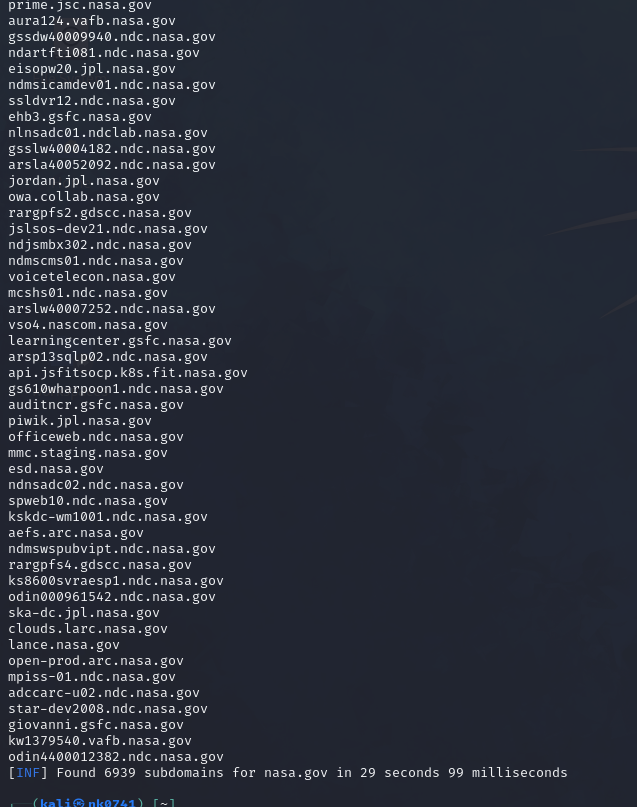 prime.jsc.nasa.gov
aura124.vafb.nasa.gov
gssdw40009940.ndc.nasa.gov
ndartfti081.ndc.nasa.gov
eisopw20.jpl.nasa.gov
ndmsicamdev01.ndc.nasa.gov
ssldvr12.ndc.nasa.gov
ehb3.gsfc.nasa.gov
nlnsadc01.ndclab.nasa.gov
gsslw40004182.ndc.nasa.gov
arsla40052092.ndc.nasa.gov
jordan.jpl.nasa.gov
owa.collab.nasa.gov
rargpfs2.gdscc.nasa.gov
jslsos-dev21.ndc.nasa.gov
ndjsmbx302.ndc.nasa.gov
ndmscms01.ndc.nasa.gov
voicetelecon.nasa.gov
mcshs01.ndc.nasa.gov
arslw40007252.ndc.nasa.gov
vso4.nascom.nasa.gov
learningcenter.gsfc.nasa.gov
arsp13sqlp02.ndc.nasa.gov
api.jsfitsocp.k8s.fit.nasa.gov
gs610wharpoon1.ndc.nasa.gov
auditncr.gsfc.nasa.gov
piwik.jpl.nasa.gov
officeweb.ndc.nasa.gov
mmc.staging.nasa.gov
esd.nasa.gov
ndnsadc02.ndc.nasa.gov
spweb10.ndc.nasa.gov
kskdc-wm1001.ndc.nasa.gov
aefs.arc.nasa.gov
ndmswspubvipt.ndc.nasa.gov
rargpfs4.gdscc.nasa.gov
ks8600svraesp1.ndc.nasa.gov
odin000961542.ndc.nasa.gov
ska-dc.jpl.nasa.gov
clouds.larc.nasa.gov
lance.nasa.gov
open-prod.arc.nasa.gov
mpiss-01.ndc.nasa.gov
adccarc-u02.ndc.nasa.gov
star-dev2008.ndc.nasa.gov
giovanni.gsfc.nasa.gov
kw1379540.vafb.nasa.gov
odin4400012382.ndc.nasa.gov
[INF] Found 6939 subdomains for nasa.gov in 29 seconds 99 milliseconds
(kali㉿nk0741) [~]